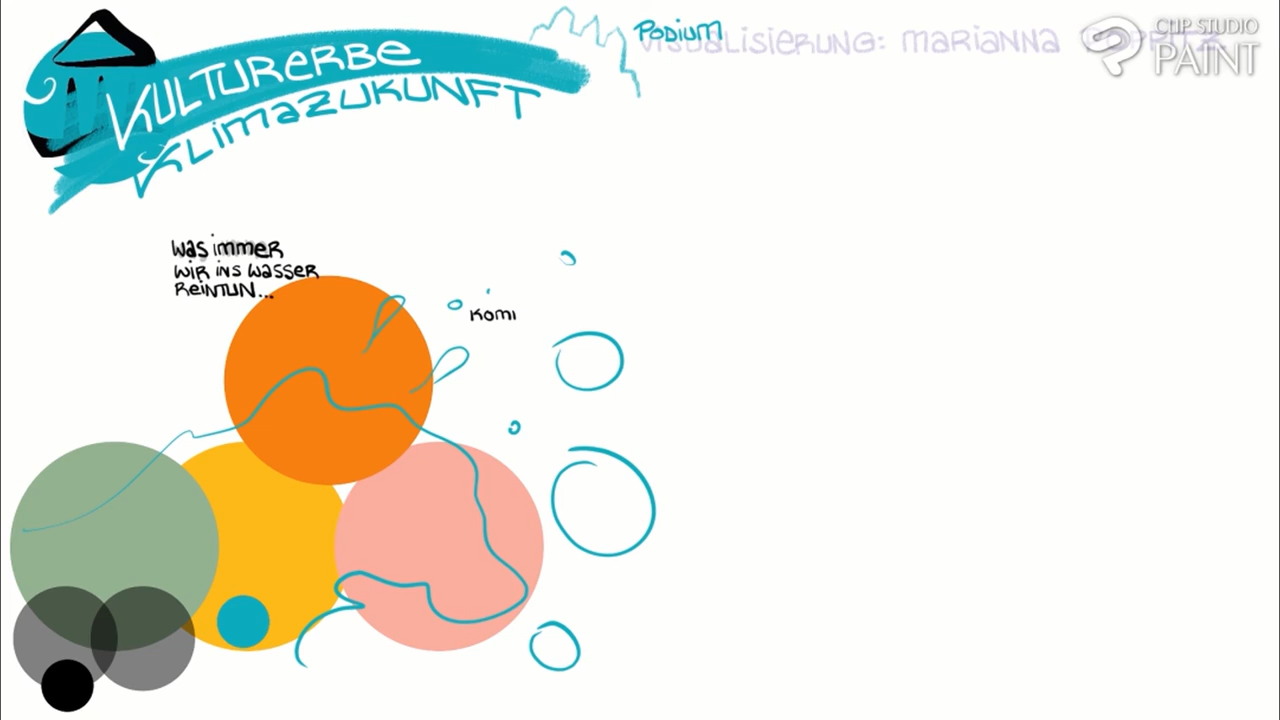 KULTURERBE
KLIMAZUKUNFT
PODIUM
VISUALISIERUNG: MARIANNA
CLIP STUDIO
PAINT
WAS IMMER
WIR INS WASSER
REINTUN...
KOMI